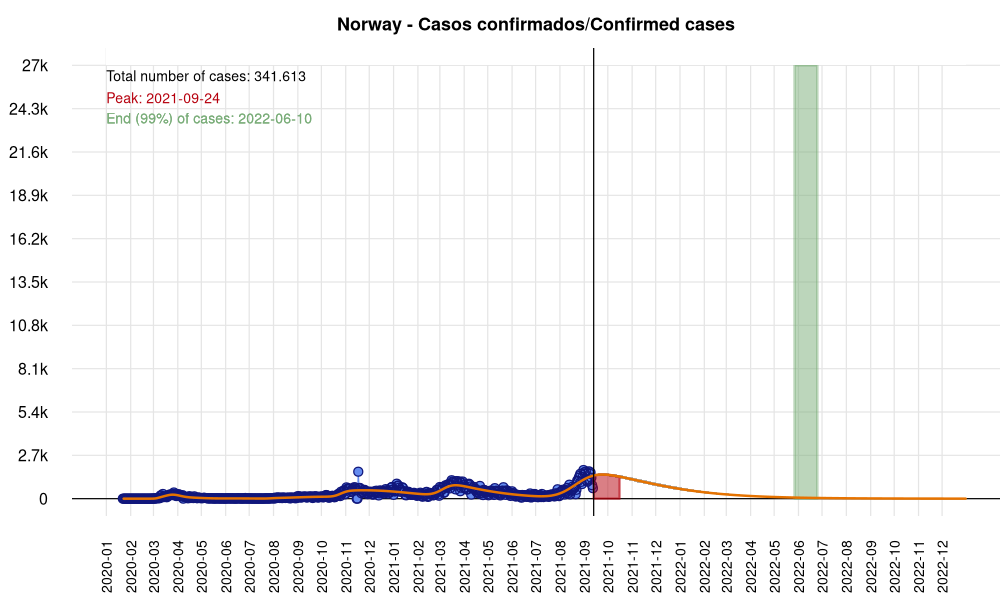 Norway - Casos confirmados/Confirmed cases
Total number of cases: 341.613
Peak: 2021-09-24
End (99%) of cases: 2022-06-10
27k
24.3k
21.6k
18.9k
16.2k
13.5k
10.8k
8.1k
5.4k
2.7k
0
2020-01
2020-02
2020-03
2020-04
2020-05
2020-06
2020-07
2020-08
2020-09
2020-10
2020-11
2020-12
2021-01
2021-02
2021-03
2021-04
2021-05
2021-06
2021-07
2021-08
2021-09
2021-10
2021-11
2021-12
2022-01
2022-02
2022-03
2022-04
2022-05
2022-06
2022-07
2022-08
2022-09
2022-10
2022-11
2022-12